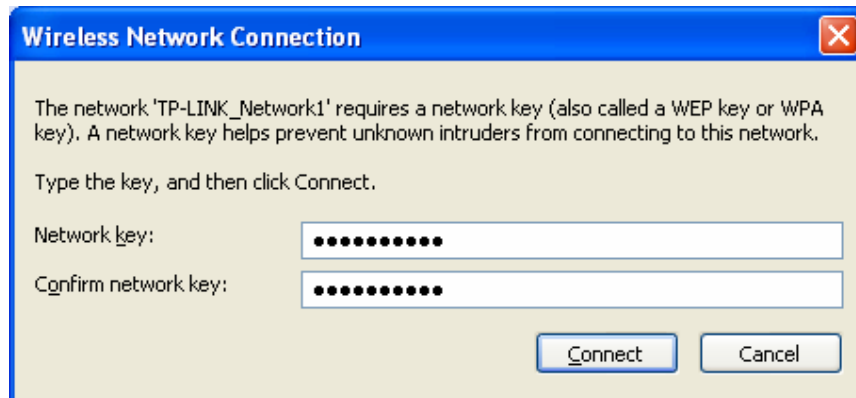 Wireless Network Connection
The network 'TP-LINK_Network1' requires a network key (also called a WEP key or WPA
key). A network key helps prevent unknown intruders from connecting to this network.
Type the key, and then click Connect.
Network key: ••••••••••
Confirm network key: ••••••••••
Connect Cancel